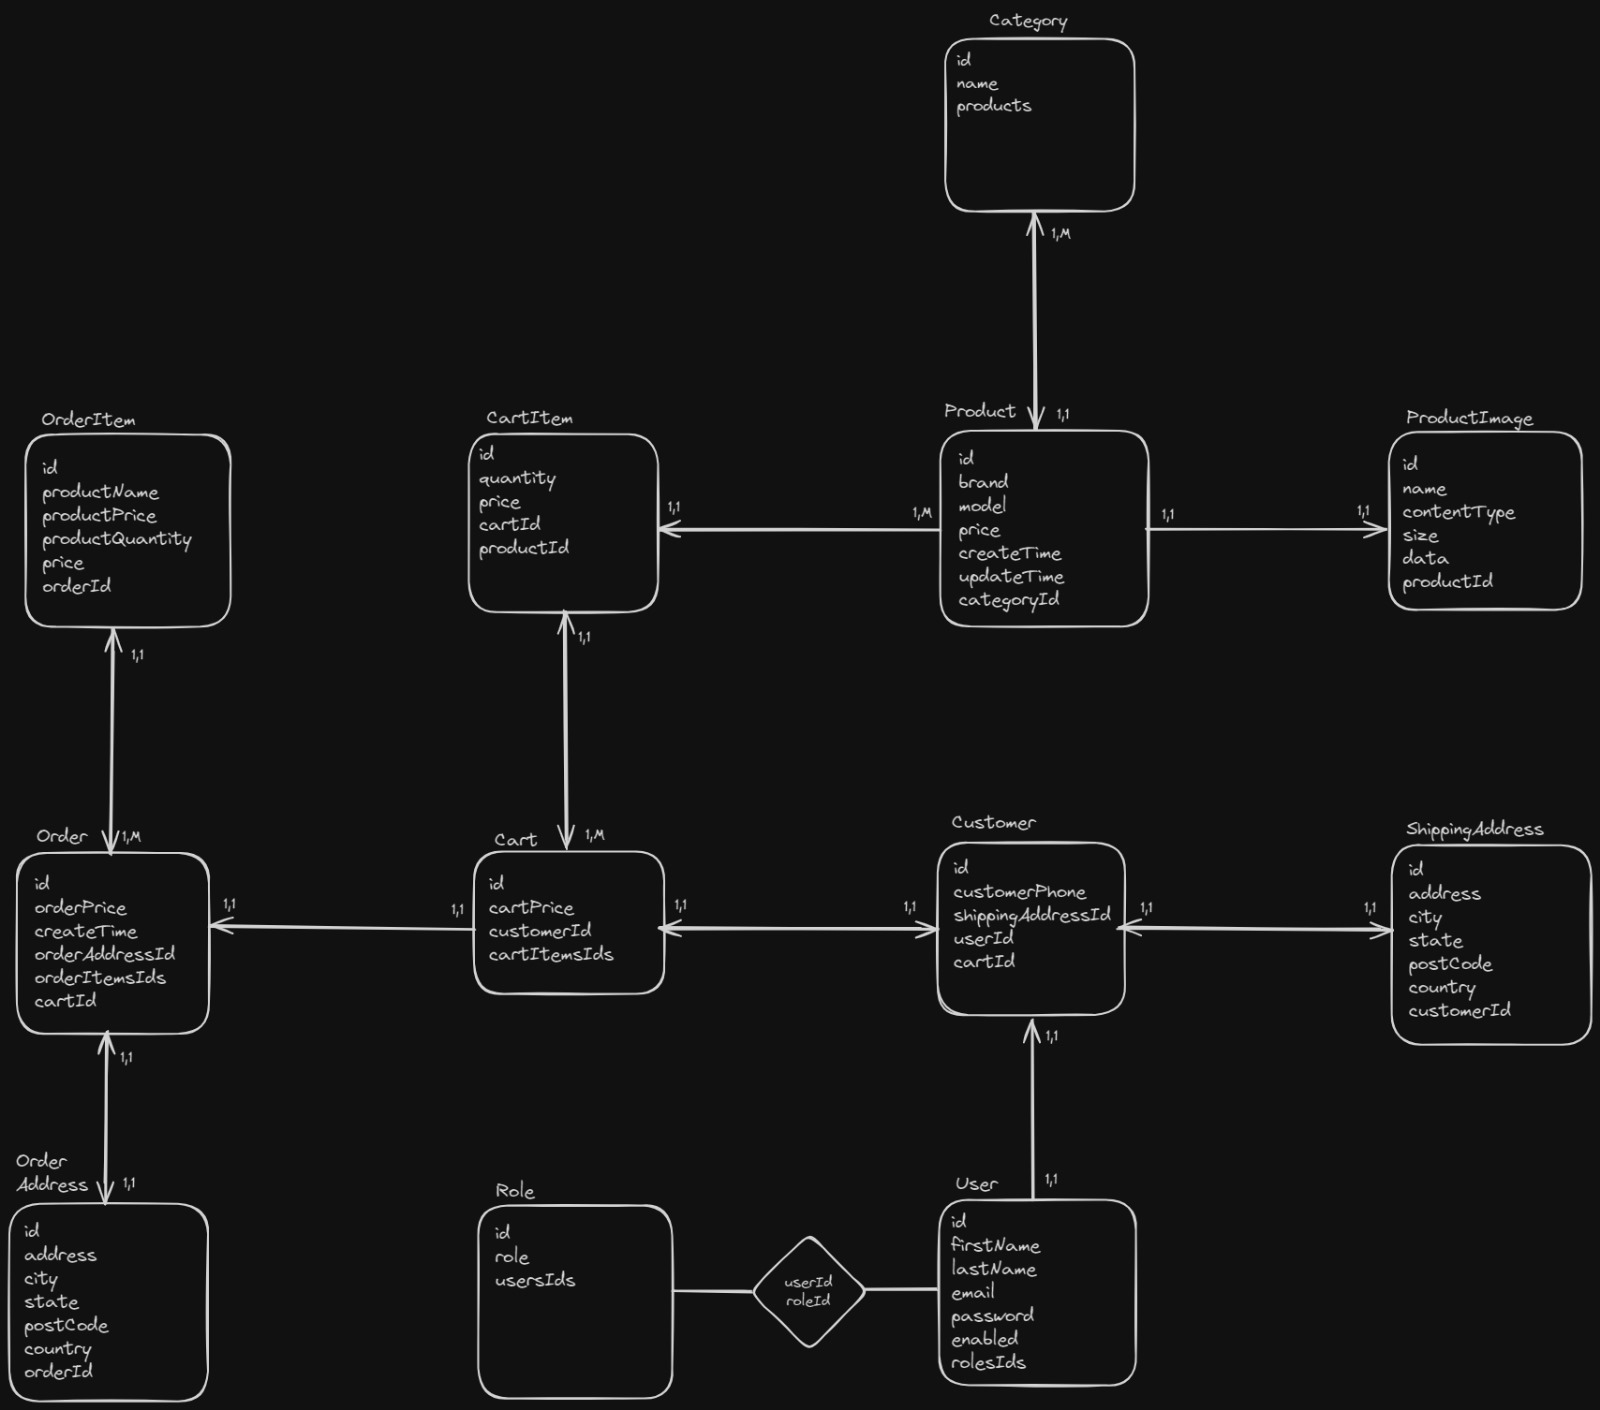 Category
id
name
products
1,M
1,1
OrderItem
id
productName
productPrice
productQuantity
price
orderId
1,1
CartItem
id
quantity
price
cartId
productId
1,1
1,M
1,1
Product
id
brand
model
price
createTime
updateTime
categoryId
1,1
1,1
ProductImage
id
name
contentType
size
data
productId
Order
1,M
id
orderPrice
createTime
orderAddressId
orderItemsIds
cartId
1,1
1,1
1,1
Cart
1,M
id
cartPrice
customerId
cartItemsIds
1,1
1,1
Customer
id
customerPhone
shippingAddressId
userId
cartId
1,1
1,1
1,1
ShippingAddress
id
address
city
state
postCode
country
customerId
Order
Address
1,1
id
address
city
state
postCode
country
orderId
Role
id
role
usersIds
userId
roleId
User
1,1
id
firstName
lastName
email
password
enabled
rolesIds